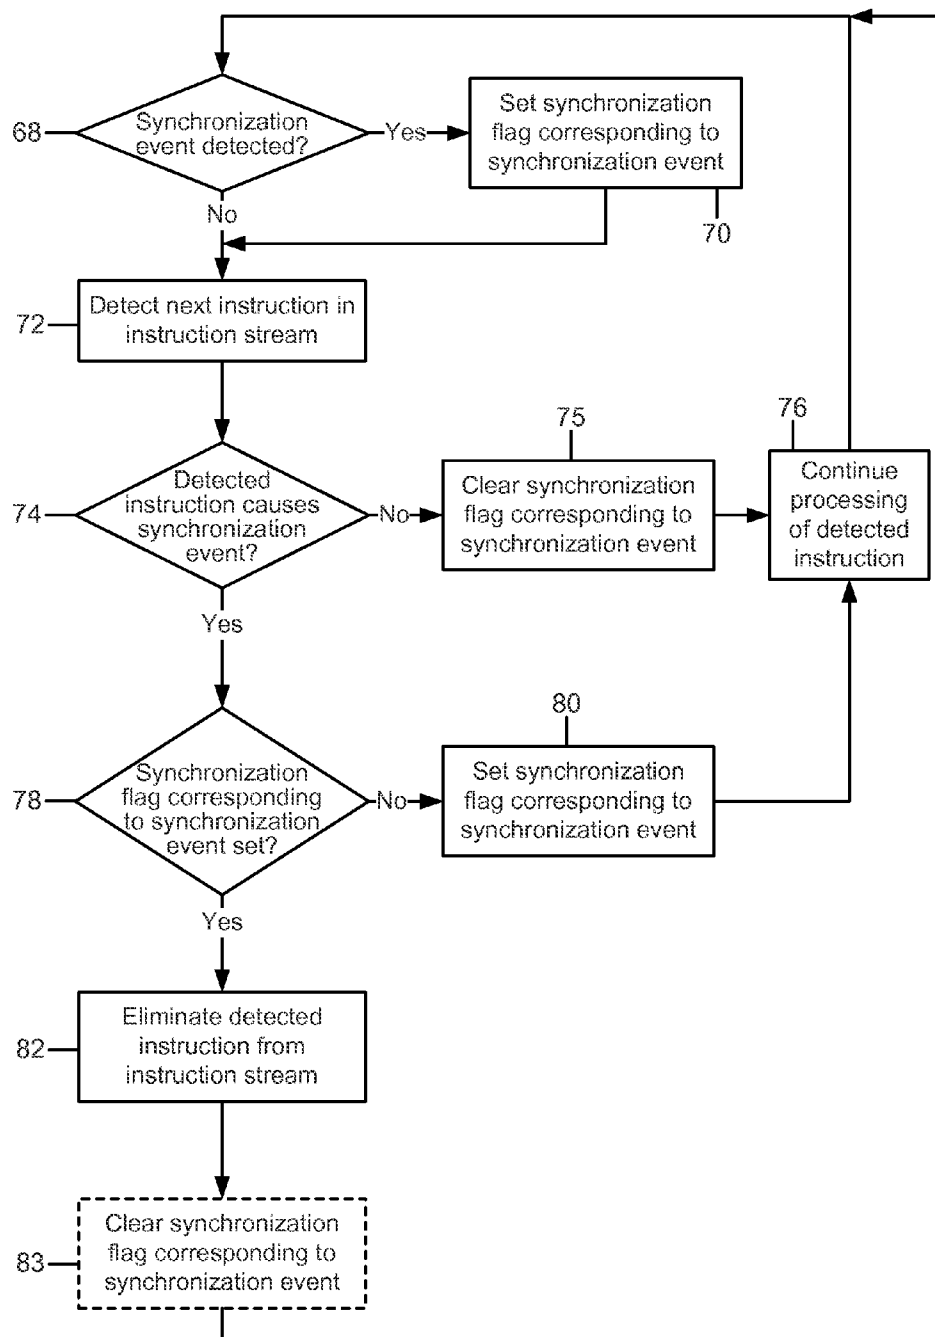 68
Synchronization
event detected?
Yes
Set synchronization
flag corresponding to
synchronization event
70
No
72
Detect next instruction in
instruction stream
74
Detected
instruction causes
synchronization
event?
No
75
Clear synchronization
flag corresponding to
synchronization event
76
Continue
processing
of detected
instruction
Yes
78
Synchronization
flag corresponding
to synchronization
event set?
No
80
Set synchronization
flag corresponding to
synchronization event
Yes
82
Eliminate detected
instruction from
instruction stream
83
Clear synchronization
flag corresponding to
synchronization event